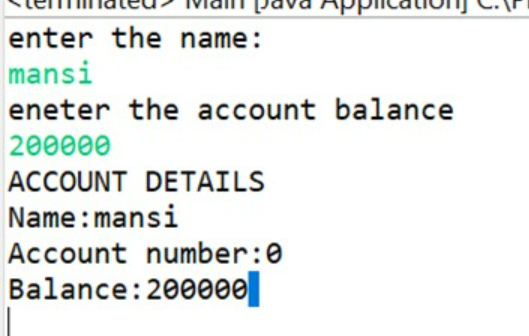 <terminated> Main [Java Application] C:\P
enter the name:
mansi
eneter the account balance
200000
ACCOUNT DETAILS
Name:mansi
Account number:0
Balance:200000